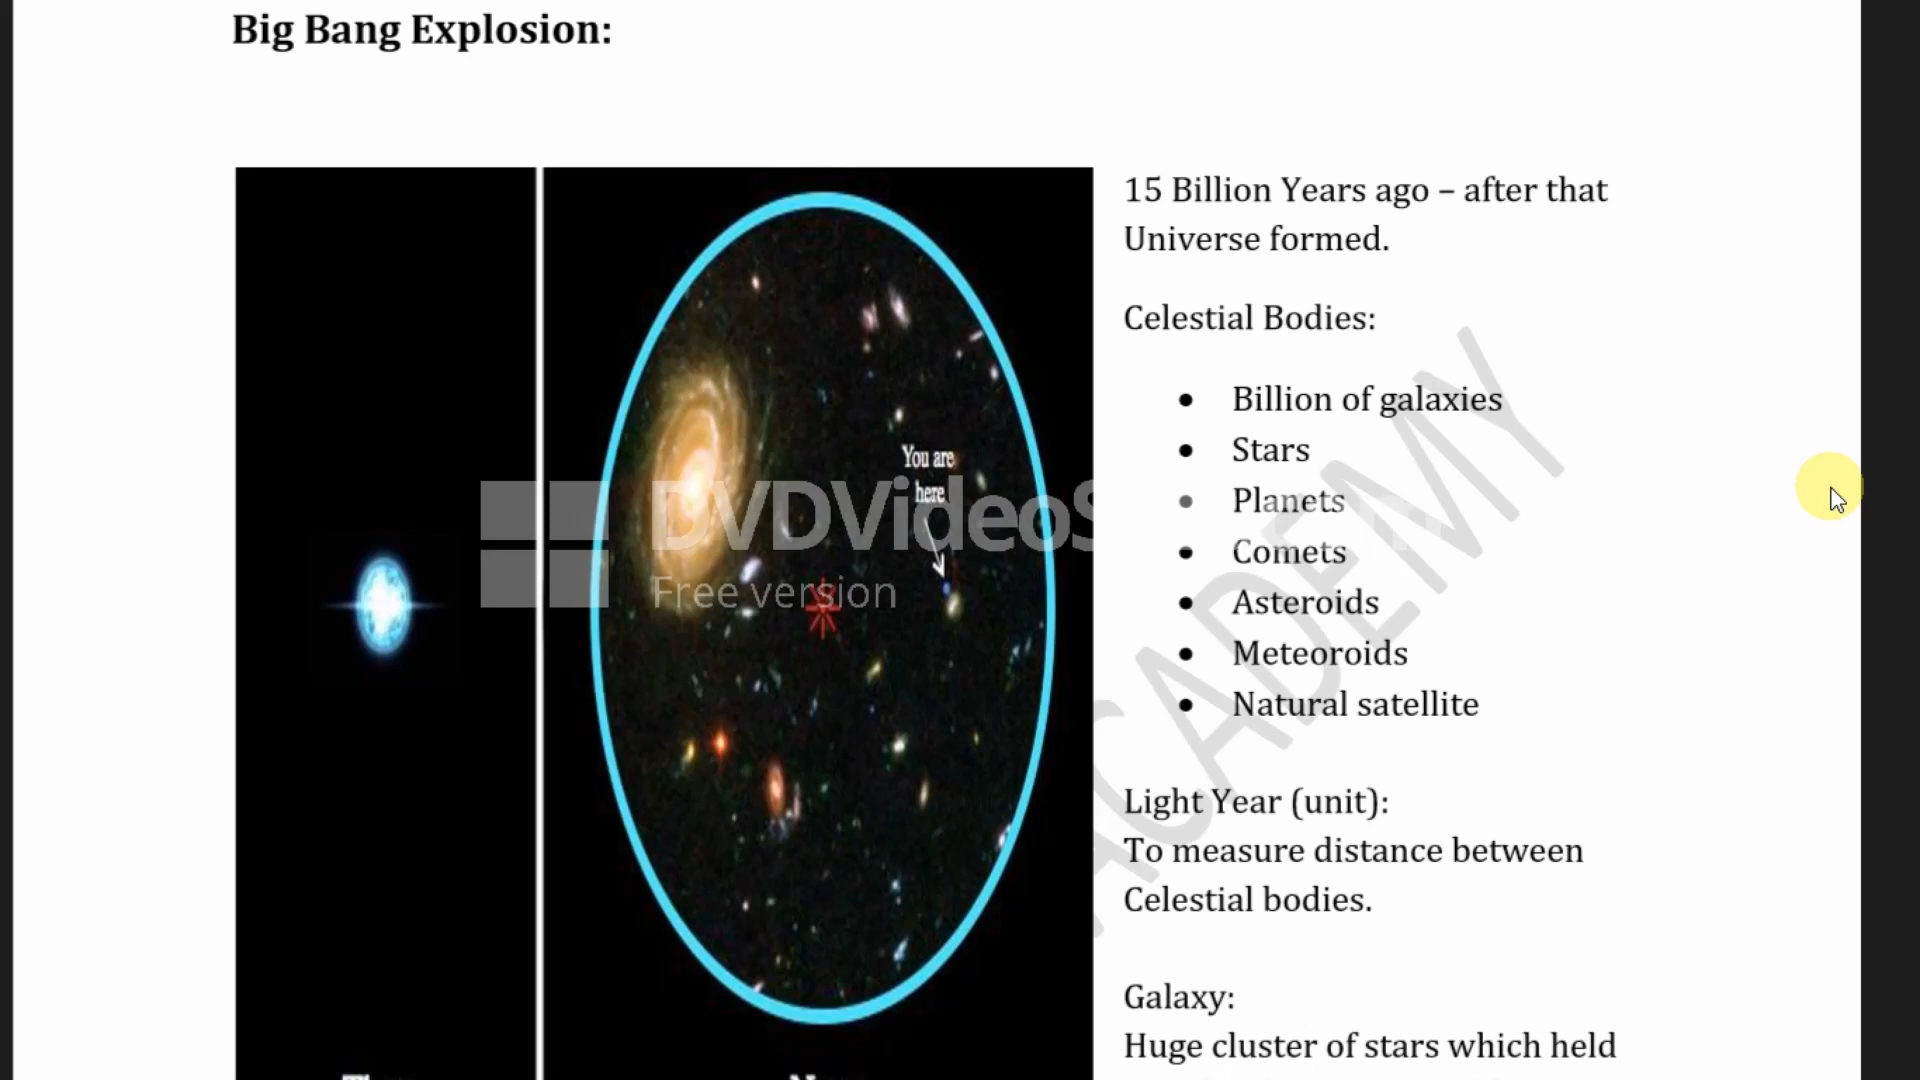 Big Bang Explosion:
15 Billion Years ago – after that
Universe formed.
Celestial Bodies:
• Billion of galaxies
• Stars
• Planets
• Comets
• Asteroids
• Meteoroids
• Natural satellite
Light Year (unit):
To measure distance between
Celestial bodies.
Galaxy:
Huge cluster of stars which held
You are
here
DVDVideoS
Free version
ACADEMY